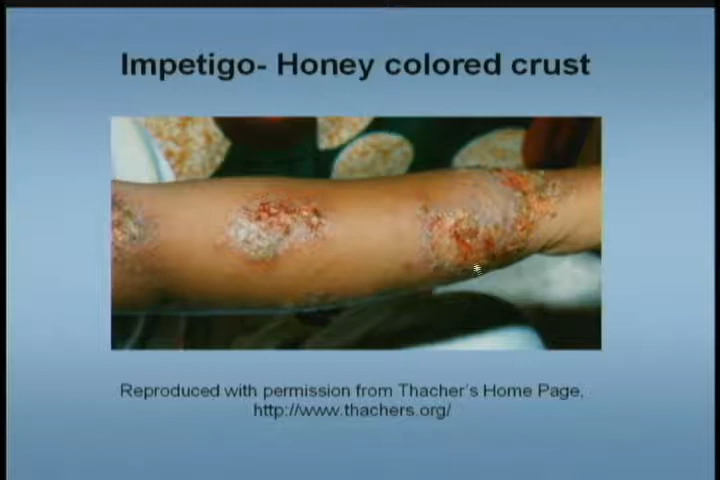 Impetigo- Honey colored crust
Reproduced with permission from Thacher's Home Page,
http://www.thachers.org/